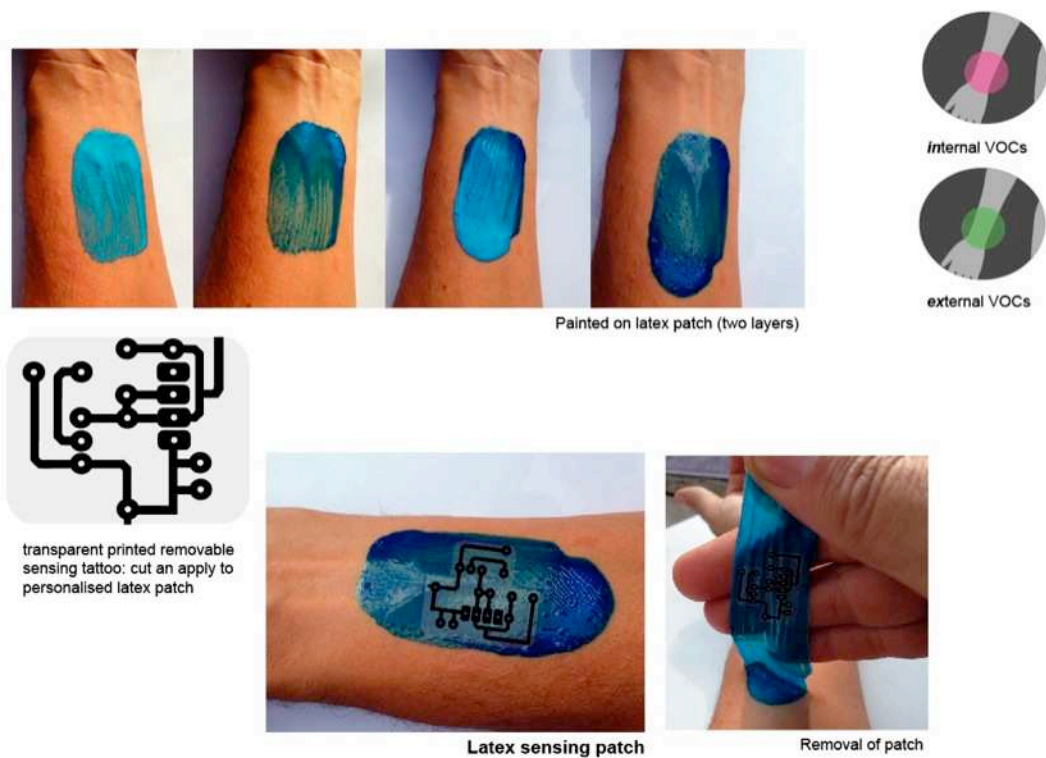 internal VOCs
external VOCs
Painted on latex patch (two layers)
transparent printed removable
sensing tattoo: cut an apply to
personalised latex patch
Latex sensing patch
Removal of patch